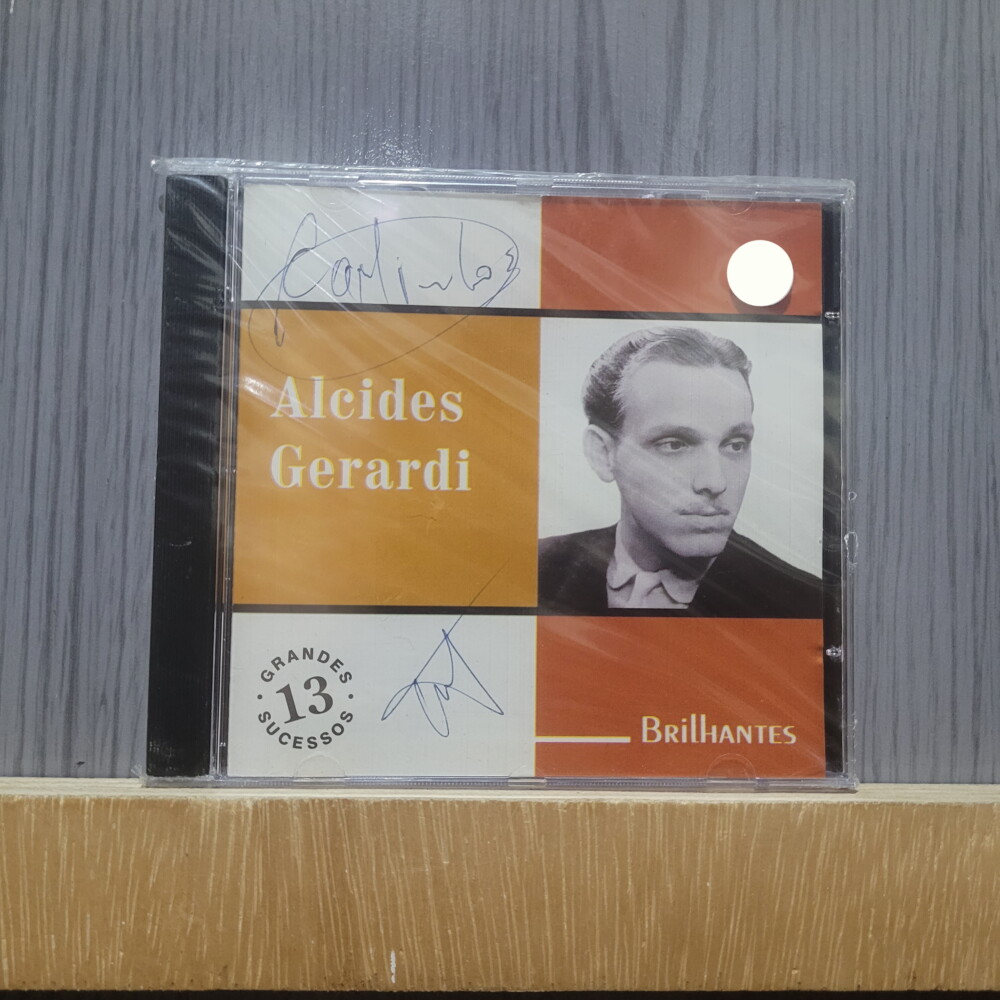 Carlinhos
Alcides
Gerardi
GRANDES
13
SUCESSOS
BRILHANTES